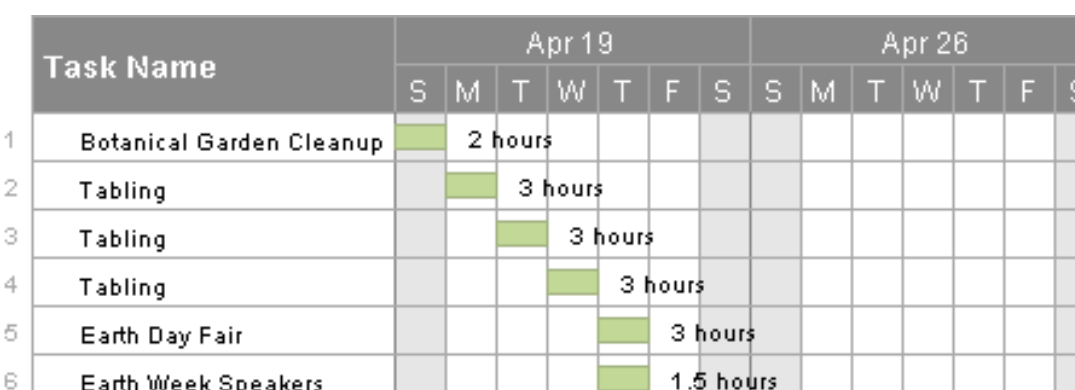 Task Name
Apr 19
Apr 26
S M T W T F S S M T W T F S
1 Botanical Garden Cleanup 2 hours
2 Tabling 3 hours
3 Tabling 3 hours
4 Tabling 3 hours
5 Earth Day Fair 3 hours
6 Earth Week Speakers 1.5 hours